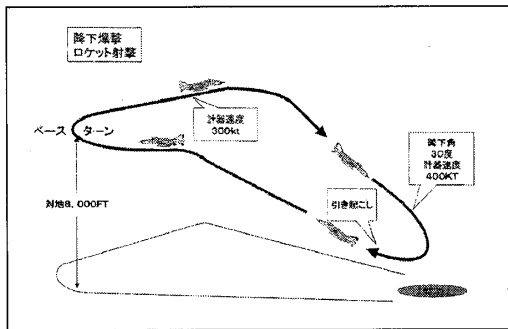 降下爆撃
ロケット射撃
計器速度
300kt
ベース ターン
降下角
30度
計器速度
400KT
引き起こし
対地8,000FT